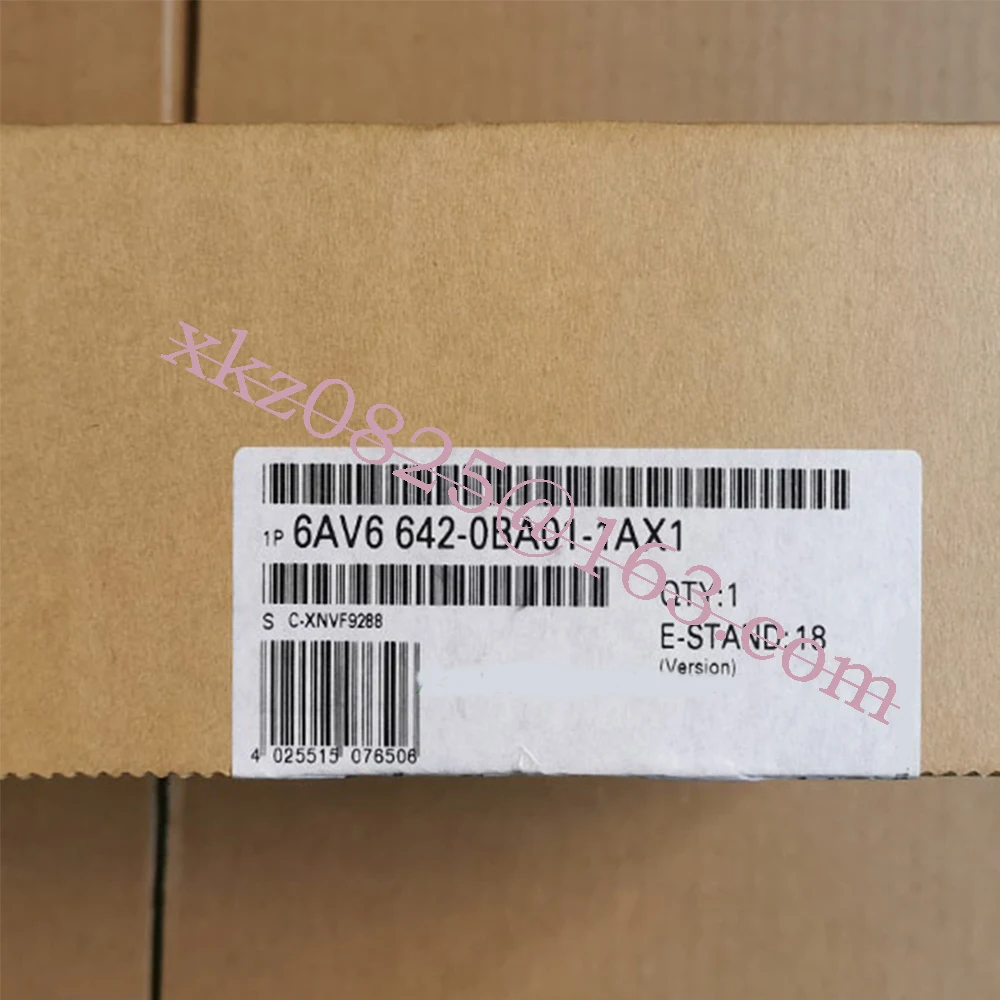 xkz0825@163.com
1P 6AV6 642-0BA01-1AX1
S C-XNVF9288
QTY:1
E-STAND: 18
(Version)
4 025515 076506